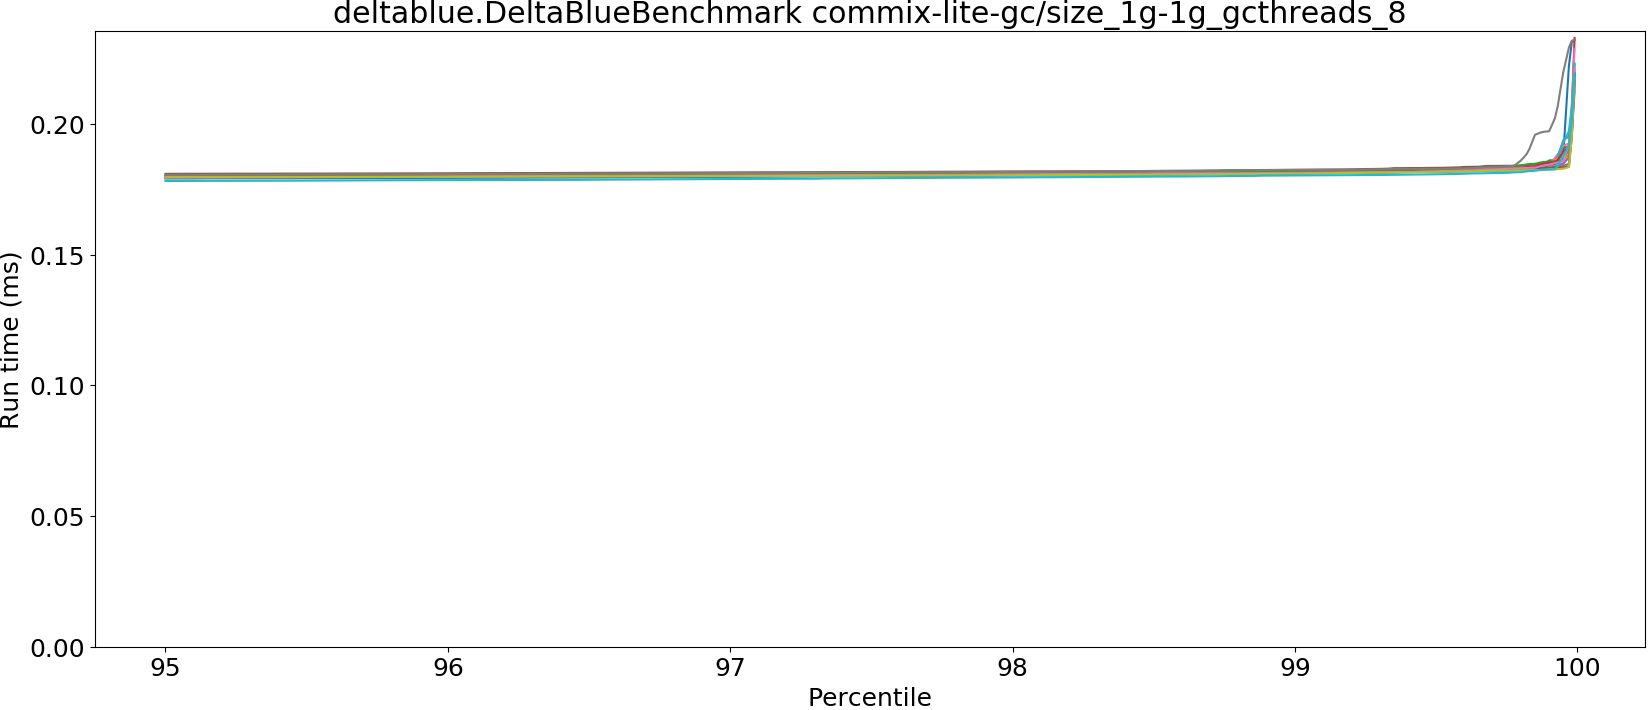 deltablue.DeltaBlueBenchmark commix-lite-gc/size_1g-1g_gcthreads_8
Run time (ms)
0.20
0.15
0.10
0.05
0.00
95 96 97 98 99 100
Percentile